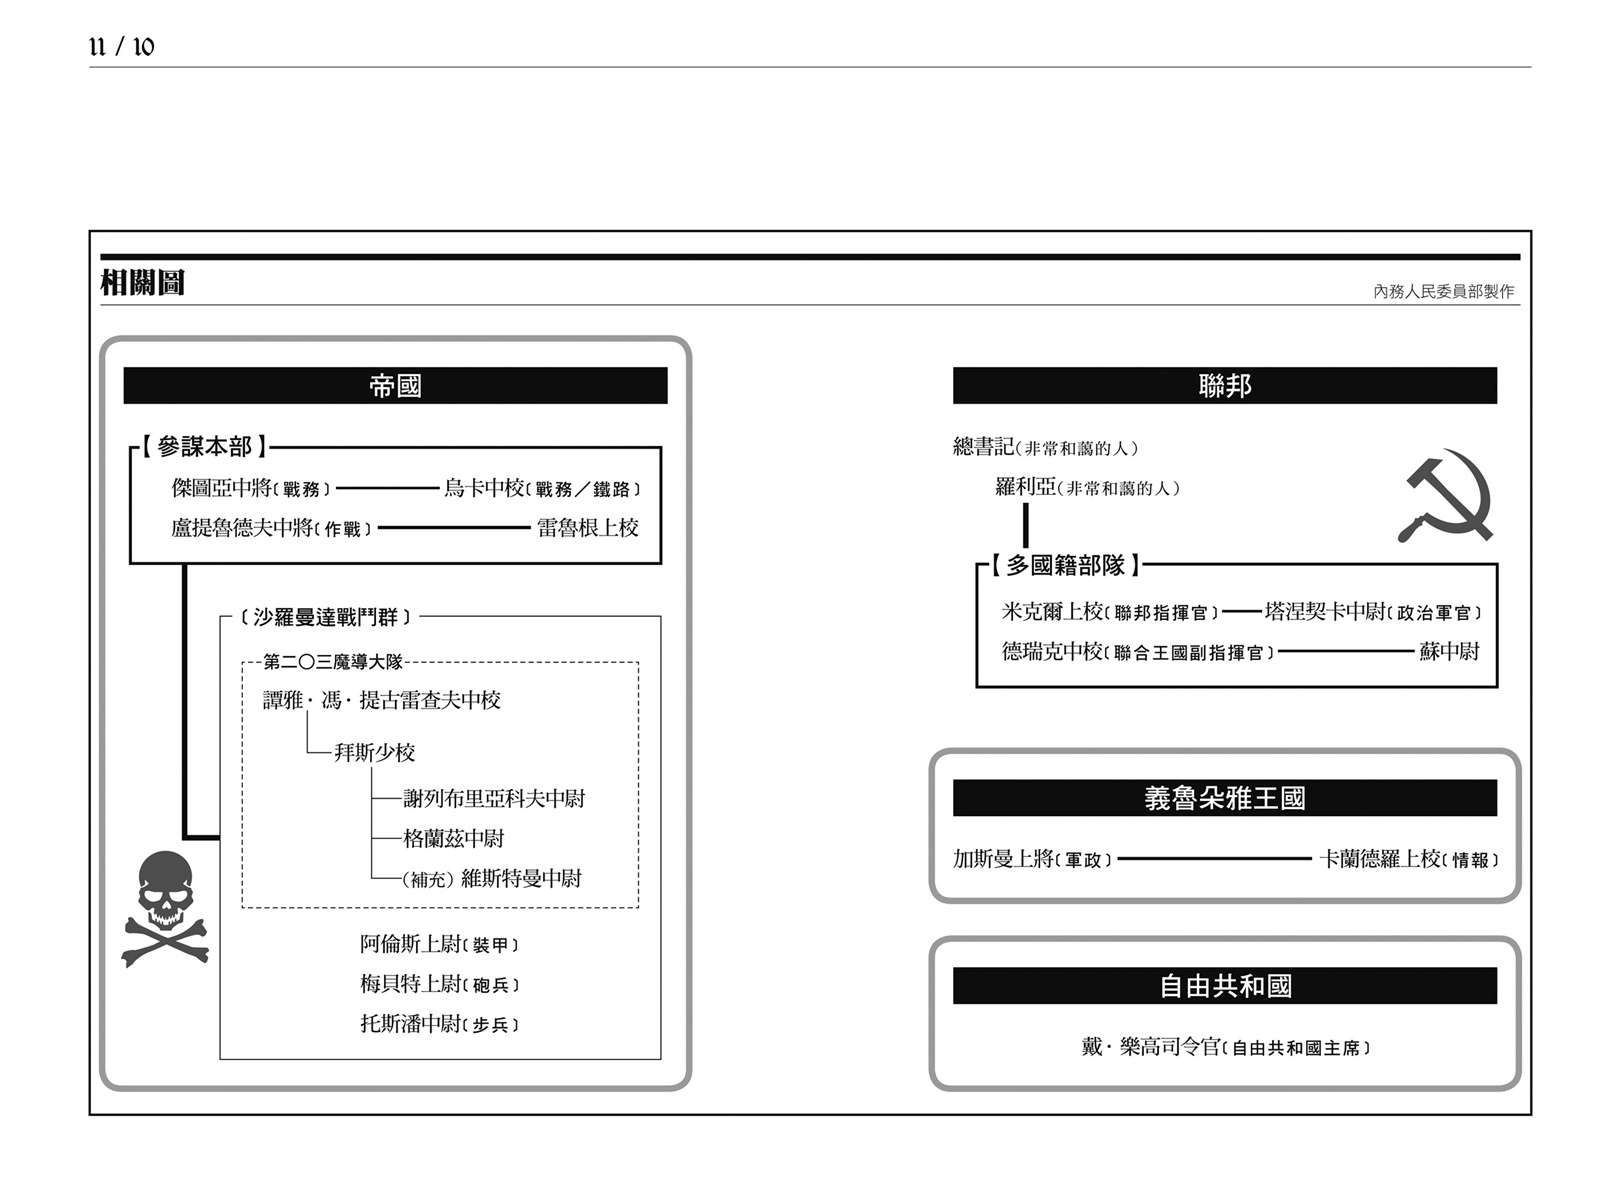 11 / 10
相關圖
內務人民委員部製作
帝國
【參謀本部】
傑圖亞中將〔戰務〕 烏卡中校〔戰務／鐵路〕
盧提魯德夫中將〔作戰〕 雷魯根上校
〔沙羅曼達戰鬥群〕
第二〇三魔導大隊
譚雅·馮·提古雷查夫中校
拜斯少校
謝列布里亞科夫中尉
格蘭茲中尉
（補充）維斯特曼中尉
阿倫斯上尉〔裝甲〕
梅貝特上尉〔砲兵〕
托斯潘中尉〔步兵〕
聯邦
總書記（非常和藹的人）
羅利亞（非常和藹的人）
【多國籍部隊】
米克爾上校〔聯邦指揮官〕 塔涅契卡中尉〔政治軍官〕
德瑞克中校〔聯合王國副指揮官〕 蘇中尉
義魯朵雅王國
加斯曼上將〔軍政〕 卡蘭德羅上校〔情報〕
自由共和國
戴·樂高司令官〔自由共和國主席〕